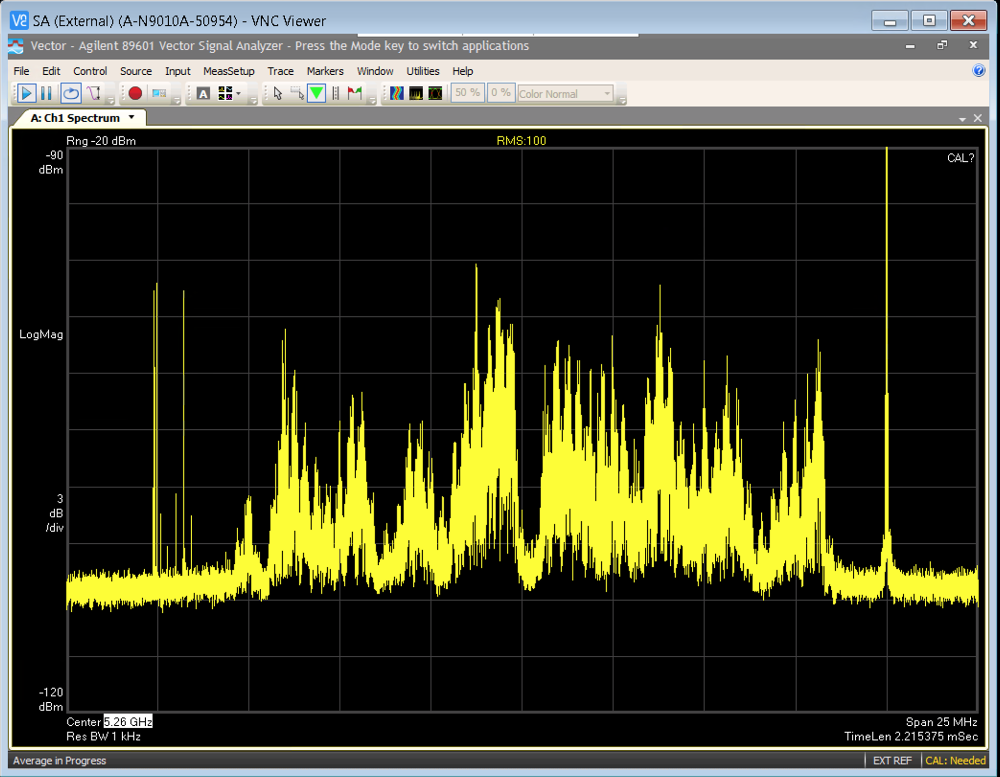 V2 SA (External) (A-N9010A-50954) - VNC Viewer
Vector - Agilent 89601 Vector Signal Analyzer - Press the Mode key to switch applications
File Edit Control Source Input MeasSetup Trace Markers Window Utilities Help
A 50 % 0 % Color Normal
A: Ch1 Spectrum
Rng -20 dBm RMS:100
-90
dBm
CAL?
LogMag
3
dB
/div
-120
dBm
Center 5.26 GHz Span 25 MHz
Res BW 1 kHz TimeLen 2.215375 mSec
Average in Progress EXT REF CAL: Needed